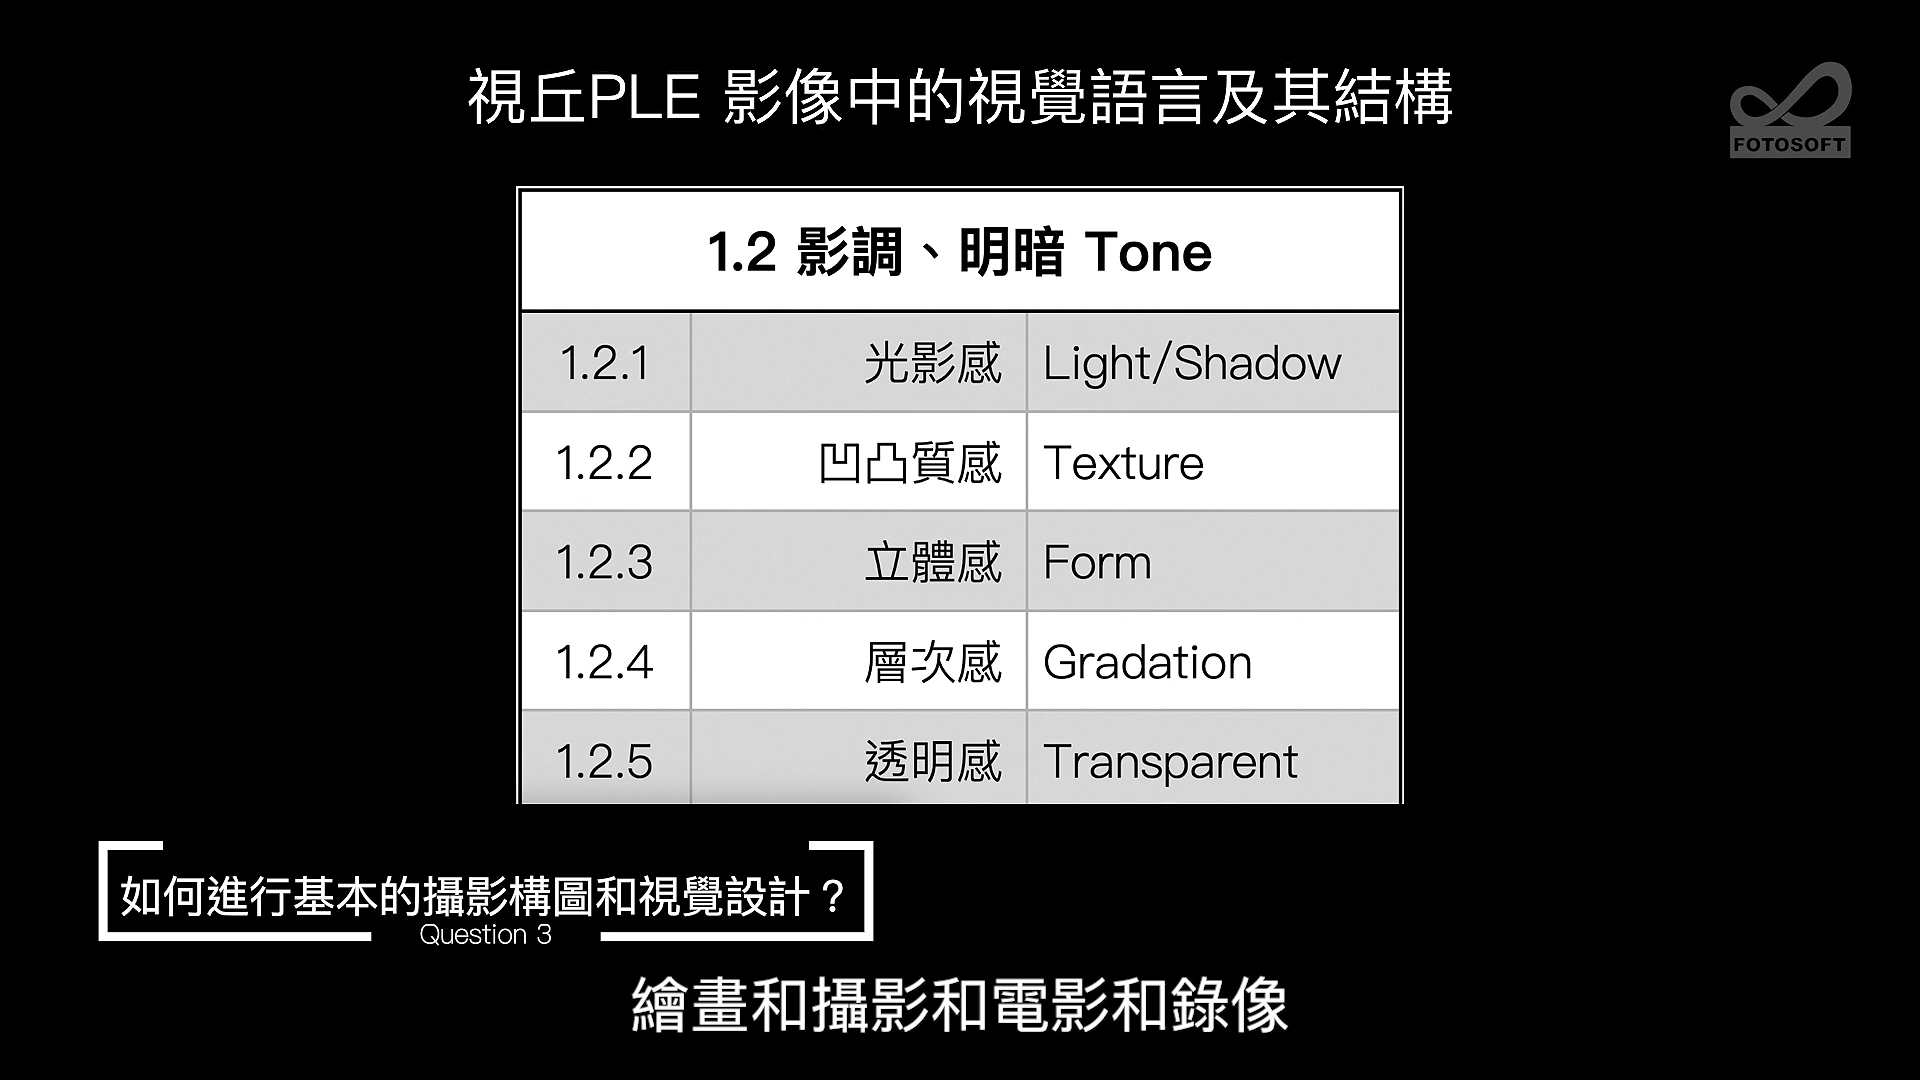 視丘PLE 影像中的視覺語言及其結構
FOTOSOFT
1.2 影調、明暗 Tone
1.2.1 光影感 Light/Shadow
1.2.2 凹凸質感 Texture
1.2.3 立體感 Form
1.2.4 層次感 Gradation
1.2.5 透明感 Transparent
如何進行基本的攝影構圖和視覺設計？
Question 3
繪畫和攝影和電影和錄像